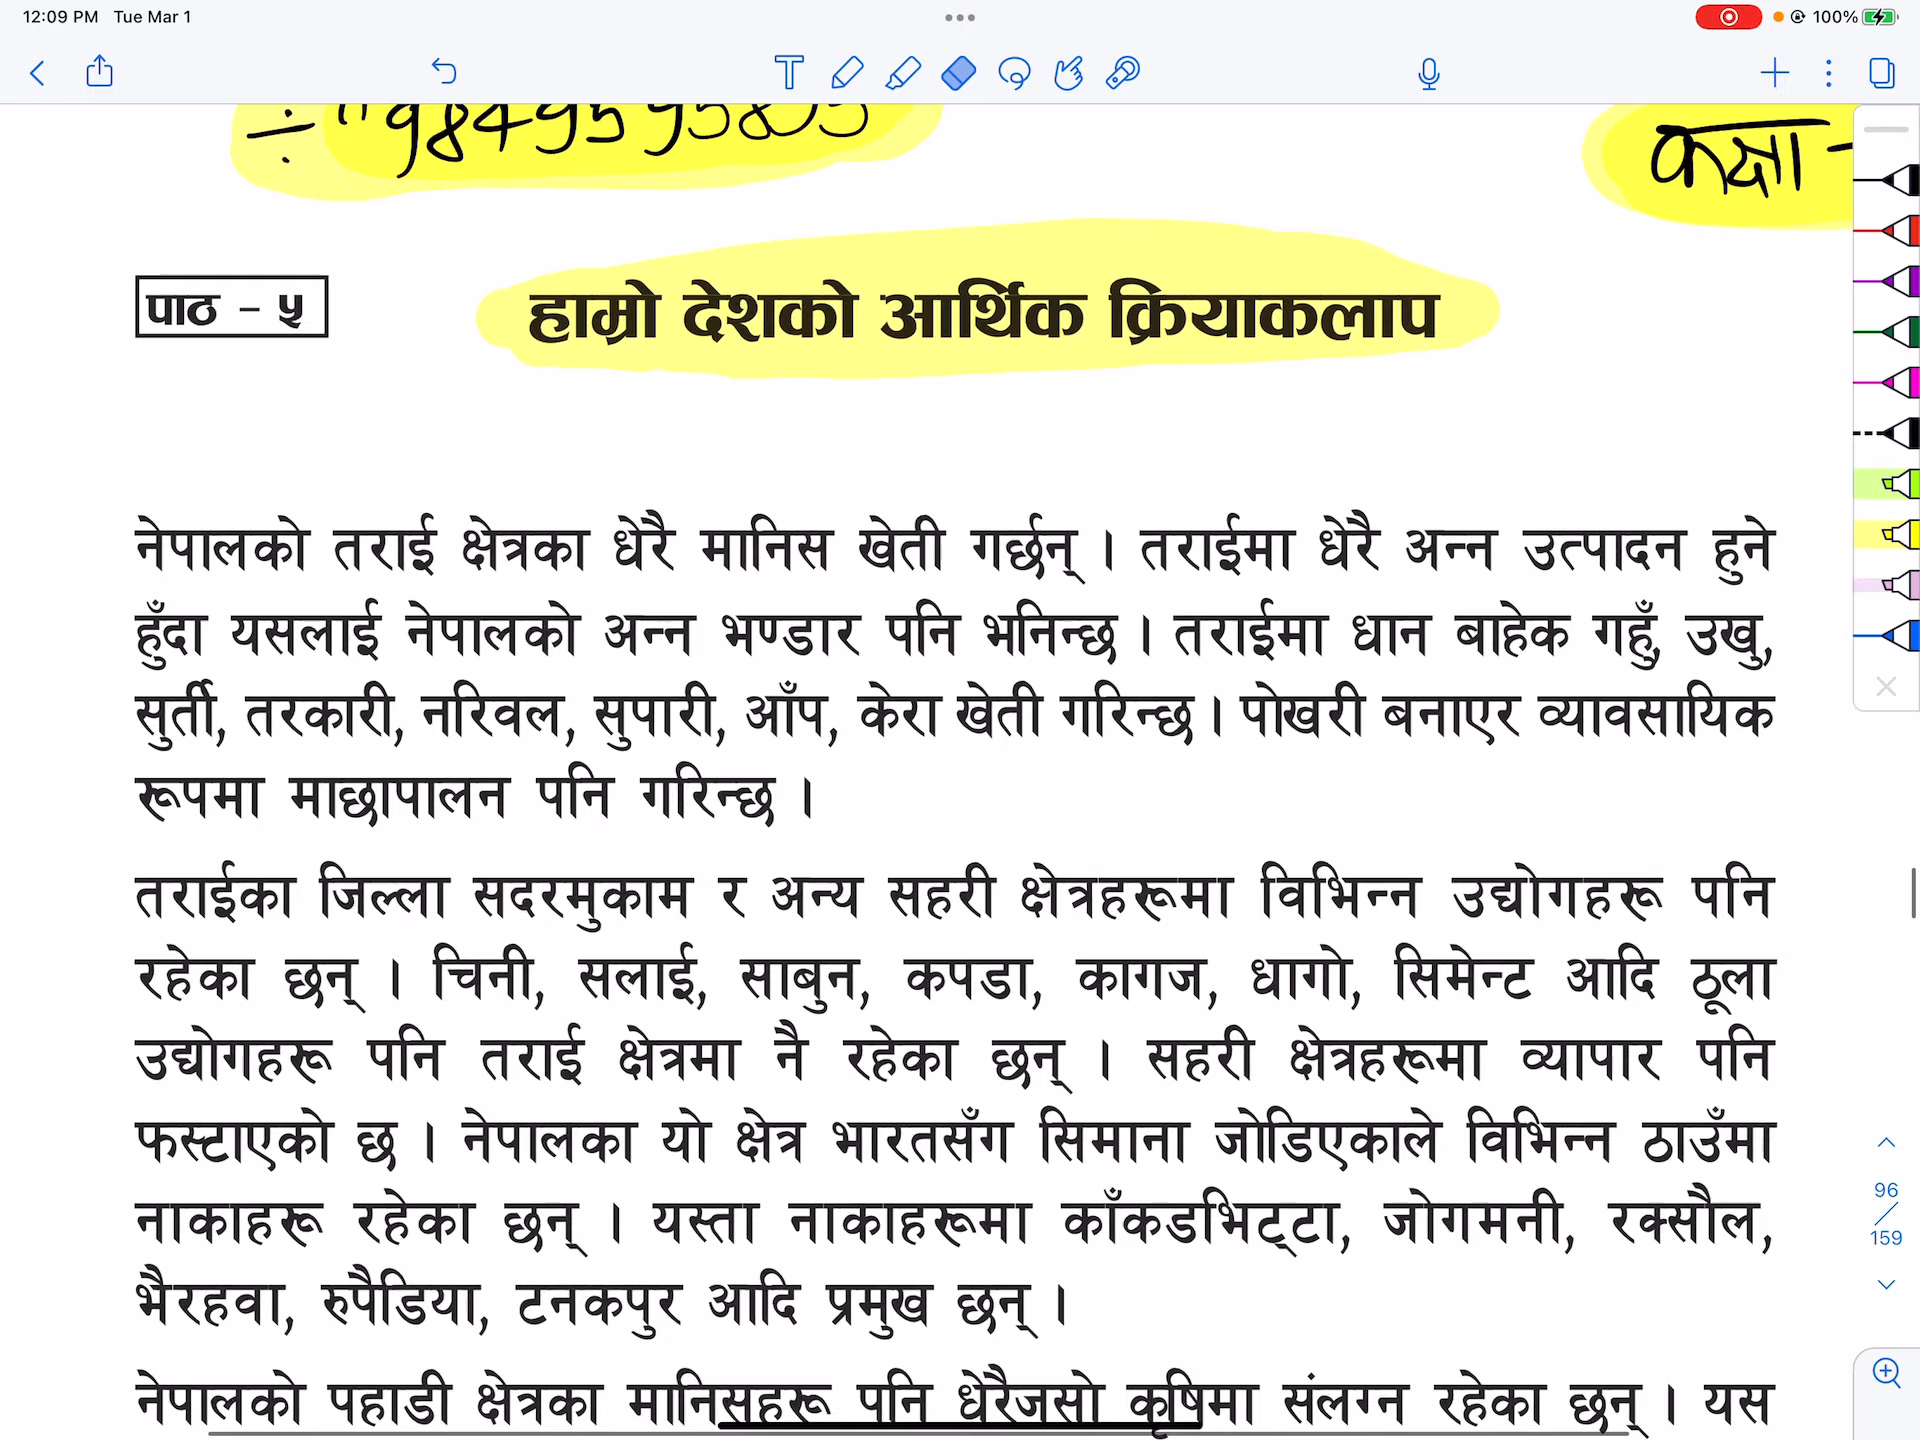 12:09 PM Tue Mar 1
100%
कक्षा -
पाठ - ५
हाम्रो देशको आर्थिक क्रियाकलाप
नेपालको तराई क्षेत्रका धेरै मानिस खेती गर्छन् । तराईमा धेरै अन्न उत्पादन हुने
हुँदा यसलाई नेपालको अन्न भण्डार पनि भनिन्छ । तराईमा धान बाहेक गहुँ, उखु,
सुर्ती, तरकारी, नरिवल, सुपारी, आँप, केरा खेती गरिन्छ । पोखरी बनाएर व्यावसायिक
रूपमा माछापालन पनि गरिन्छ ।
तराईका जिल्ला सदरमुकाम र अन्य सहरी क्षेत्रहरूमा विभिन्न उद्योगहरू पनि
रहेका छन् । चिनी, सलाई, साबुन, कपडा, कागज, धागो, सिमेन्ट आदि ठूला
उद्योगहरू पनि तराई क्षेत्रमा नै रहेका छन् । सहरी क्षेत्रहरूमा व्यापार पनि
फस्टाएको छ । नेपालका यो क्षेत्र भारतसँग सिमाना जोडिएकाले विभिन्न ठाउँमा
नाकाहरू रहेका छन् । यस्ता नाकाहरूमा काँकडभिट्टा, जोगमनी, रक्सौल,
भैरहवा, रुपैडिया, टनकपुर आदि प्रमुख छन् ।
नेपालको पहाडी क्षेत्रका मानिसहरू पनि धेरैजसो कृषिमा संलग्न रहेका छन् । यस
96
159